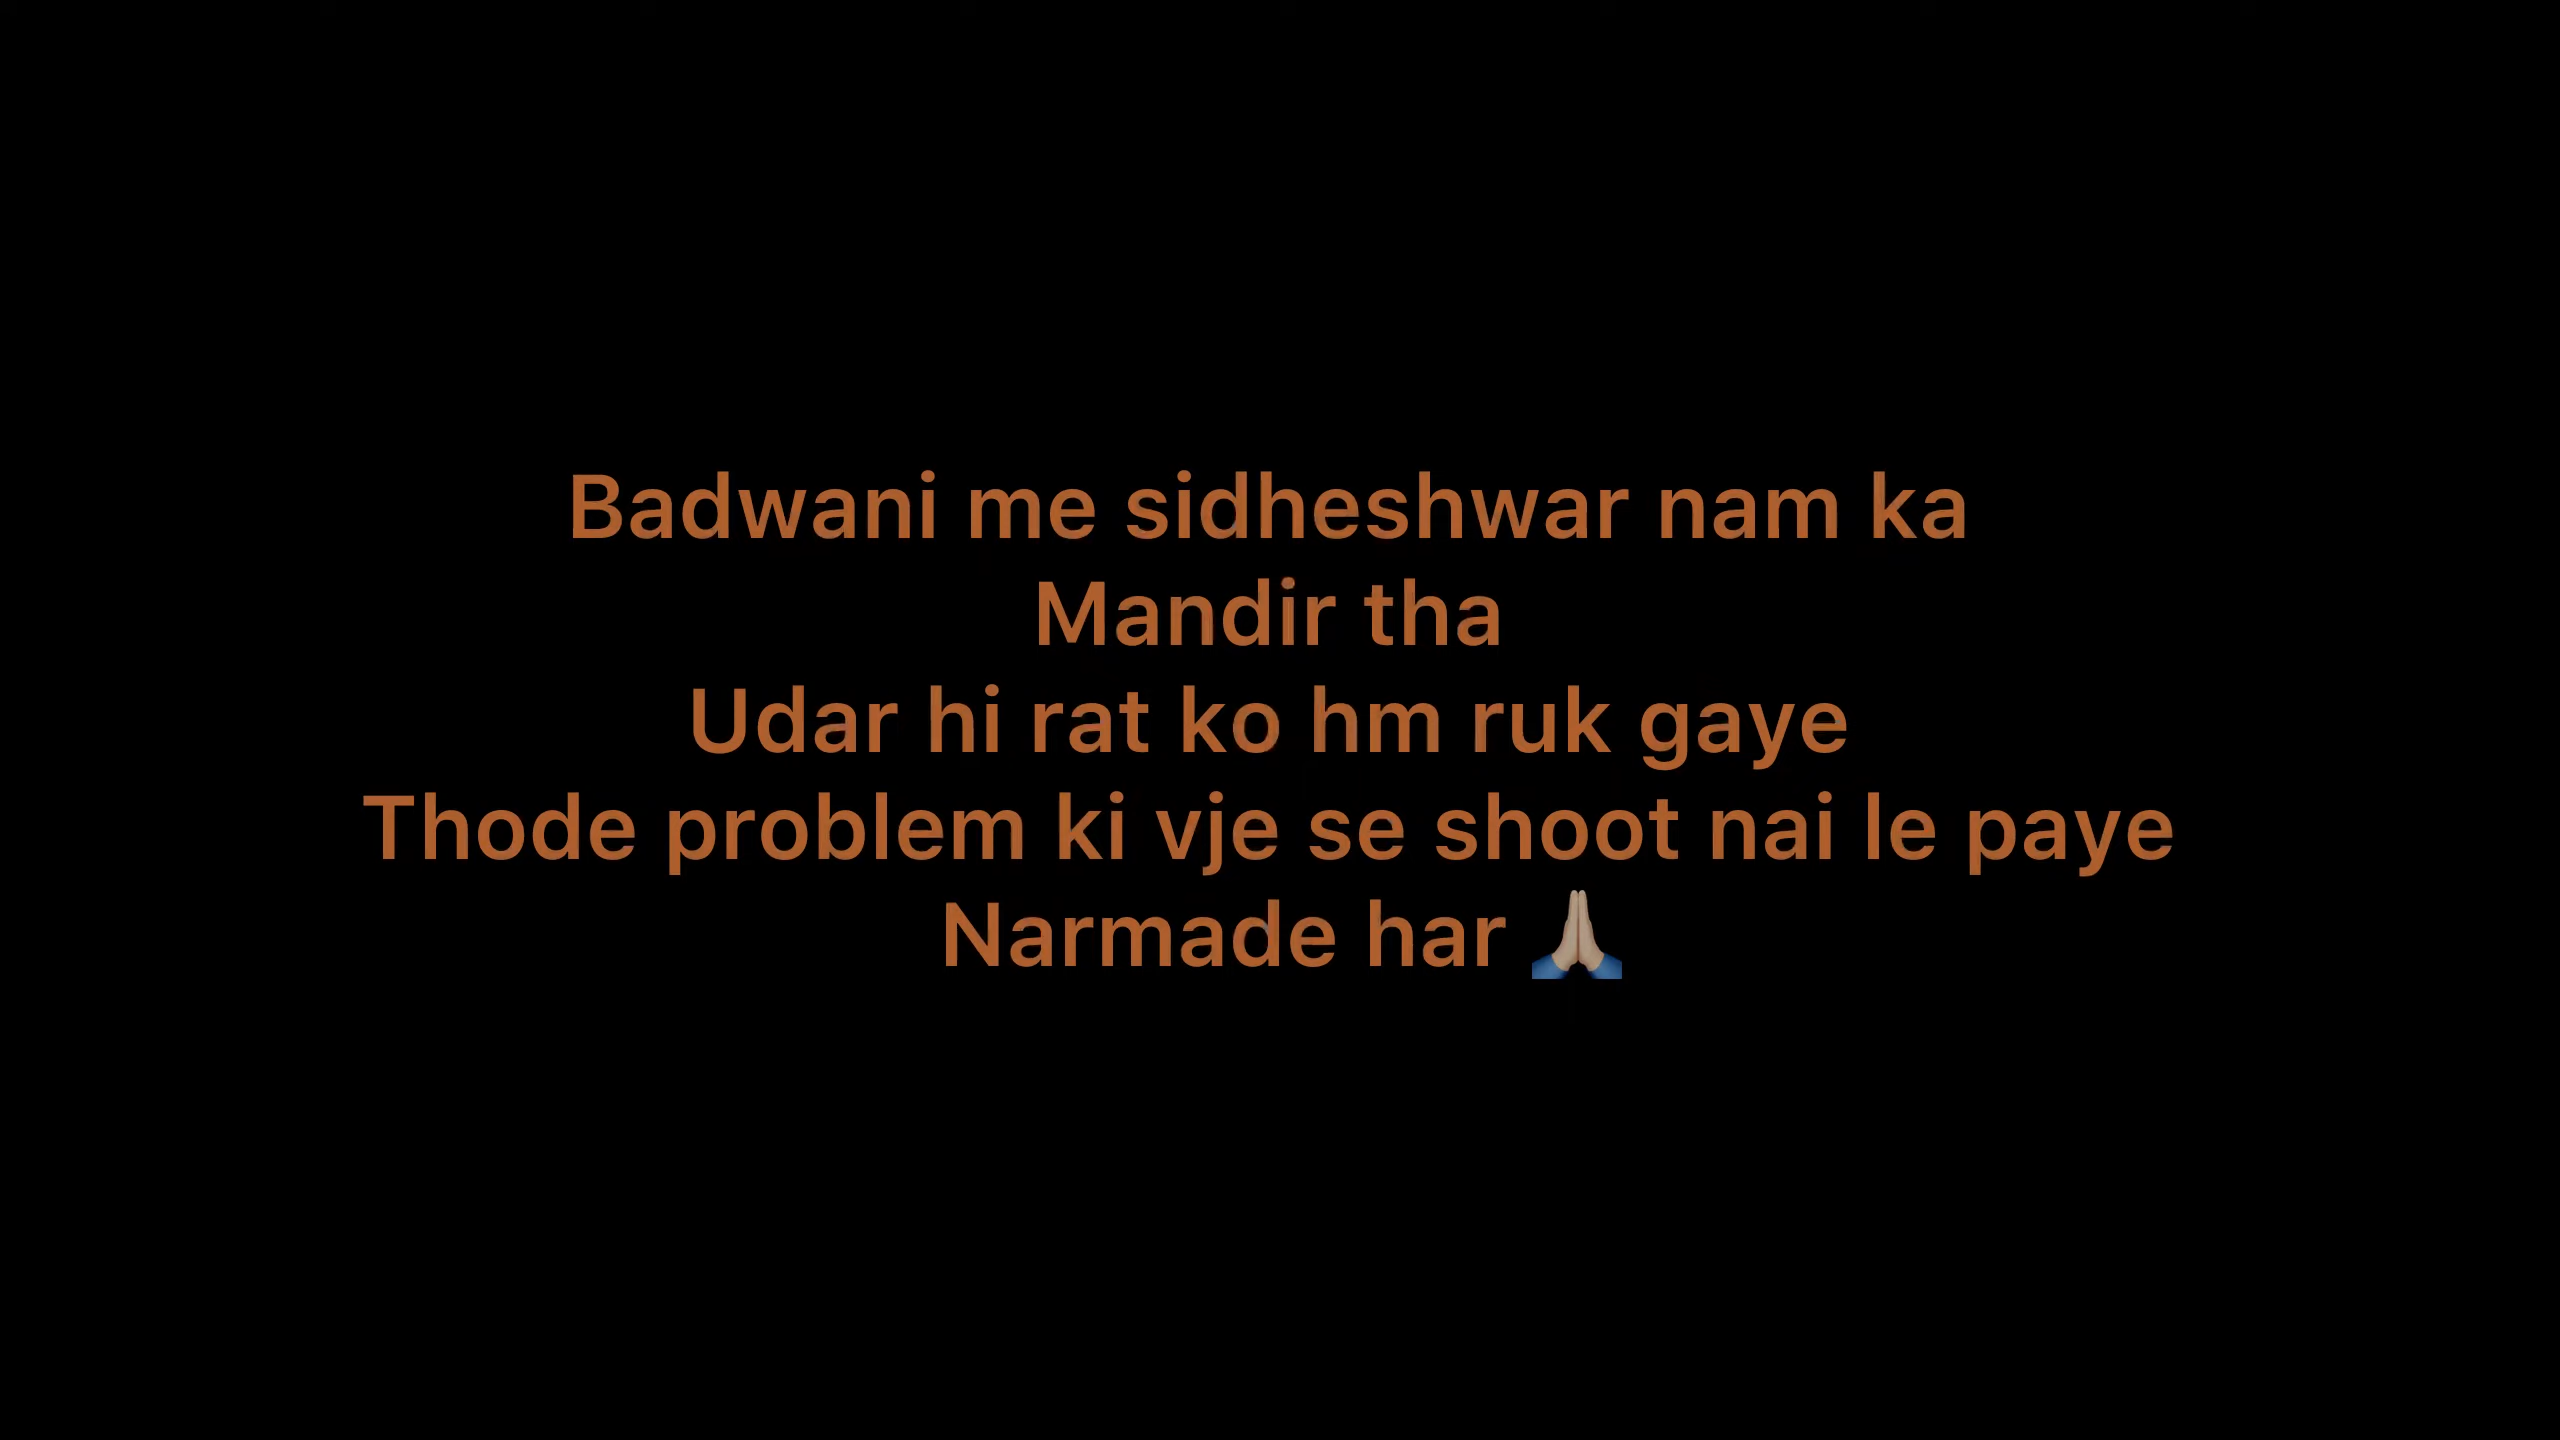 Badwani me sidheshwar nam ka
Mandir tha
Udar hi rat ko hm ruk gaye
Thode problem ki vje se shoot nai le paye
Narmade har 🙏🏼